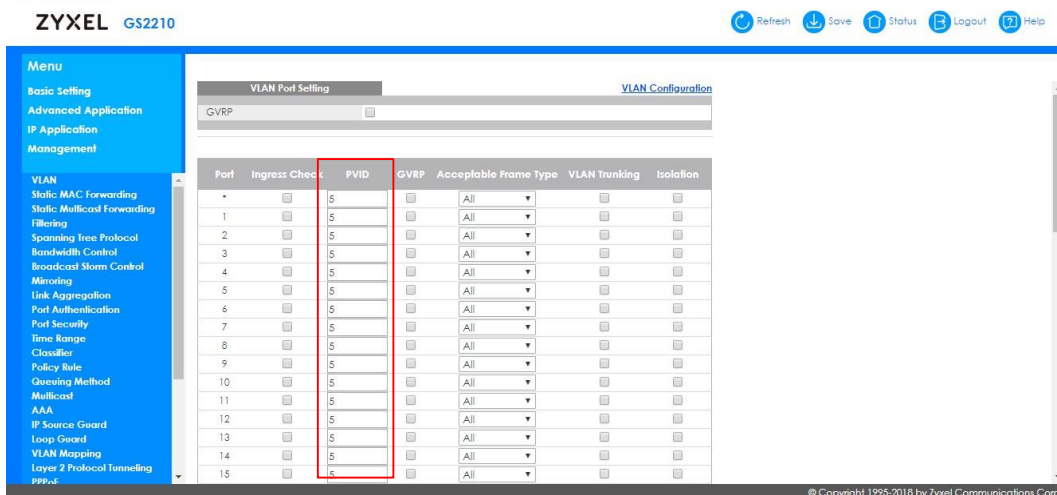 ZYXEL GS2210 Refresh Save Status Logout ? Help
Menu
Basic Setting
Advanced Application
IP Application
Management
VLAN
Static MAC Forwarding
Static Multicast Forwarding
Filtering
Spanning Tree Protocol
Bandwidth Control
Broadcast Storm Control
Mirroring
Link Aggregation
Port Authentication
Port Security
Time Range
Classifier
Policy Rule
Queuing Method
Multicast
AAA
IP Source Guard
Loop Guard
VLAN Mapping
Layer 2 Protocol Tunneling
PPPoE
VLAN Port Setting VLAN Configuration
GVRP
Port Ingress Check PVID GVRP Acceptable Frame Type VLAN Trunking Isolation
* 5 All
1 5 All
2 5 All
3 5 All
4 5 All
5 5 All
6 5 All
7 5 All
8 5 All
9 5 All
10 5 All
11 5 All
12 5 All
13 5 All
14 5 All
15 5 All
© Copyright 1995-2018 by Zyxel Communications Corp